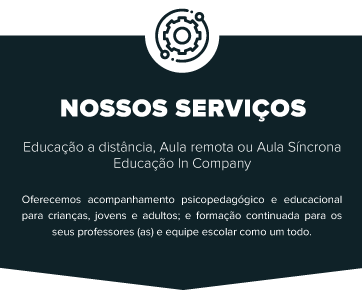 NOSSOS SERVIÇOS
Educação a distância, Aula remota ou Aula Síncrona
Educação In Company
Oferecemos acompanhamento psicopedagógico e educacional
para crianças, jovens e adultos; e formação continuada para os
seus professores (as) e equipe escolar como um todo.